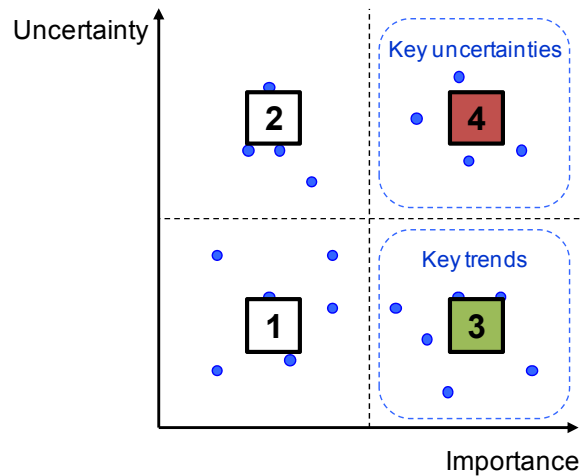 Uncertainty
Key uncertainties
2
4
Key trends
1
3
Importance